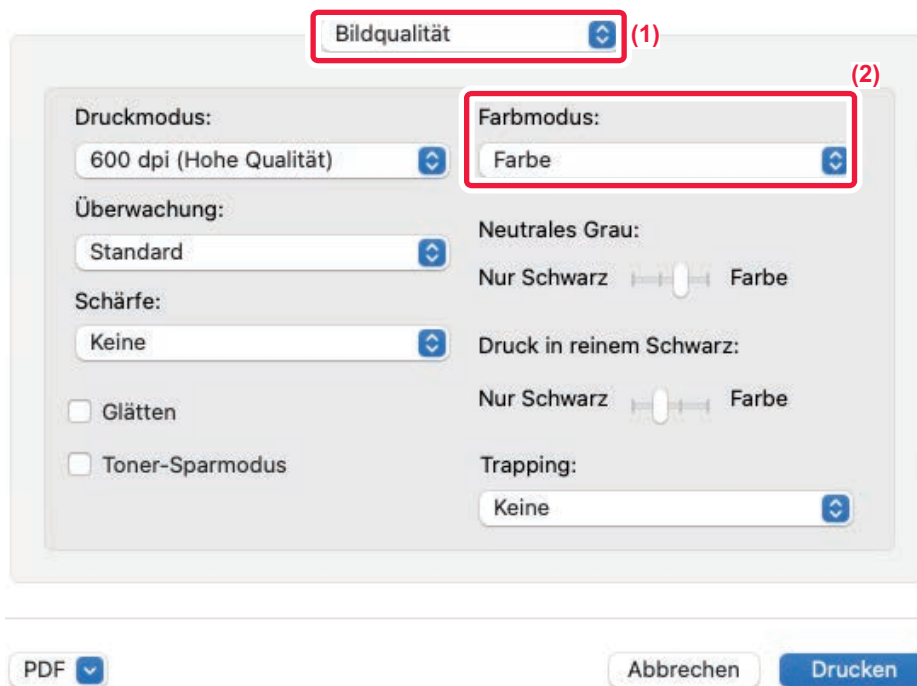 Bildqualität
(1)
(2)
Druckmodus:
600 dpi (Hohe Qualität)
Überwachung:
Standard
Schärfe:
Keine
Glätten
Toner-Sparmodus
Farbmodus:
Farbe
Neutrales Grau:
Nur Schwarz Farbe
Druck in reinem Schwarz:
Nur Schwarz Farbe
Trapping:
Keine
PDF
Abbrechen
Drucken